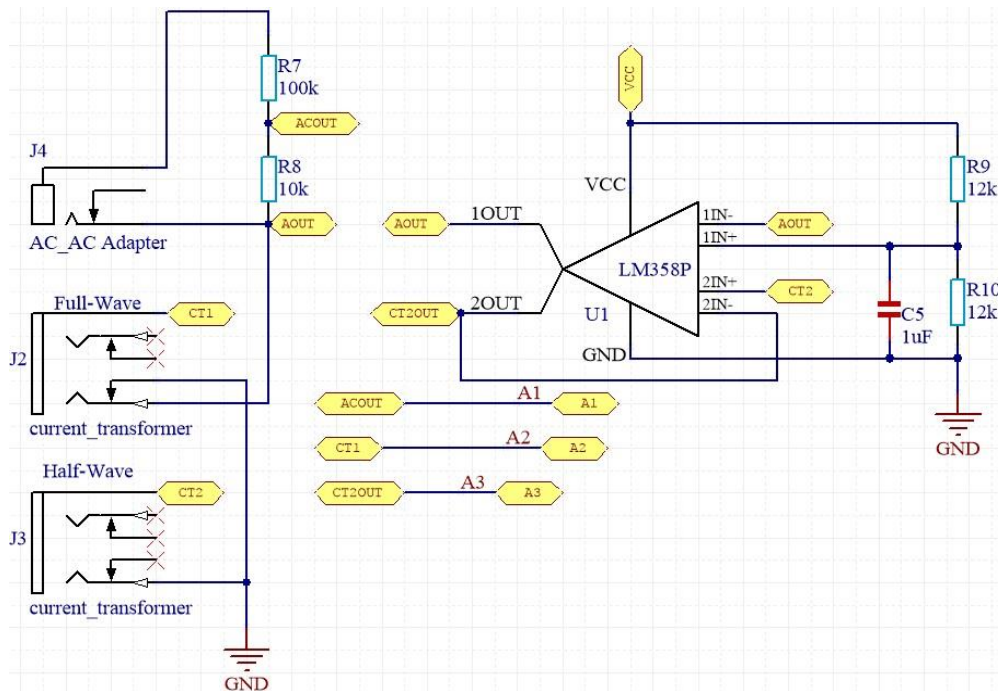 R7
100k
ACOUT
R8
10k
AOUT
J4
AC_AC Adapter
Full-Wave
CT1
J2
current_transformer
Half-Wave
CT2
J3
current_transformer
GND
VCC
VCC
AOUT
1OUT
CT2OUT
2OUT
LM358P
U1
GND
1IN-
AOUT
1IN+
2IN+
CT2
2IN-
R9
12k
R10
12k
C5
1uF
GND
ACOUT
A1
A1
CT1
A2
A2
CT2OUT
A3
A3